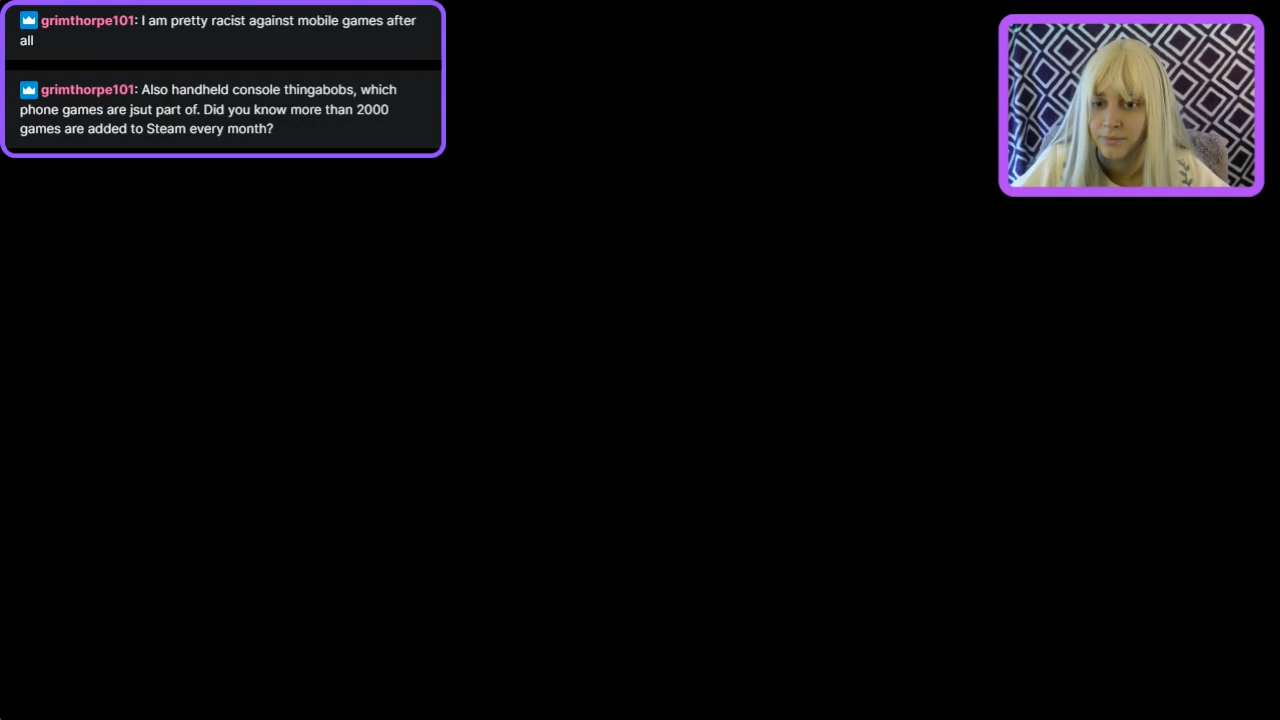 grimthorpe101: I am pretty racist against mobile games after
all
grimthorpe101: Also handheld console thingabobs, which
phone games are jsut part of. Did you know more than 2000
games are added to Steam every month?